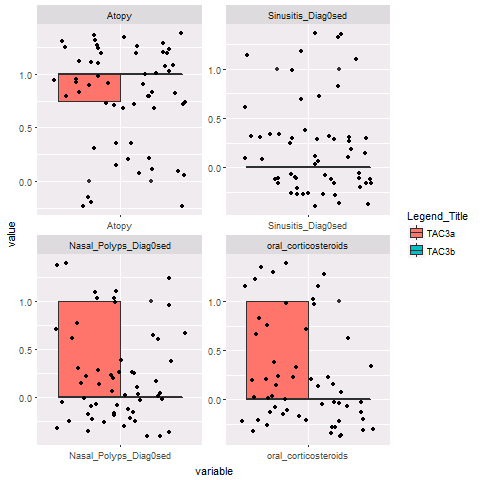 Atopy
Sinusitis_Diag0sed
1.0
0.5
0.0
1.0
0.5
0.0
Atopy
Sinusitis_Diag0sed
Nasal_Polyps_Diag0sed
oral_corticosteroids
1.0
0.5
0.0
1.0
0.5
0.0
Nasal_Polyps_Diag0sed
oral_corticosteroids
value
variable
Legend_Title
TAC3a
TAC3b